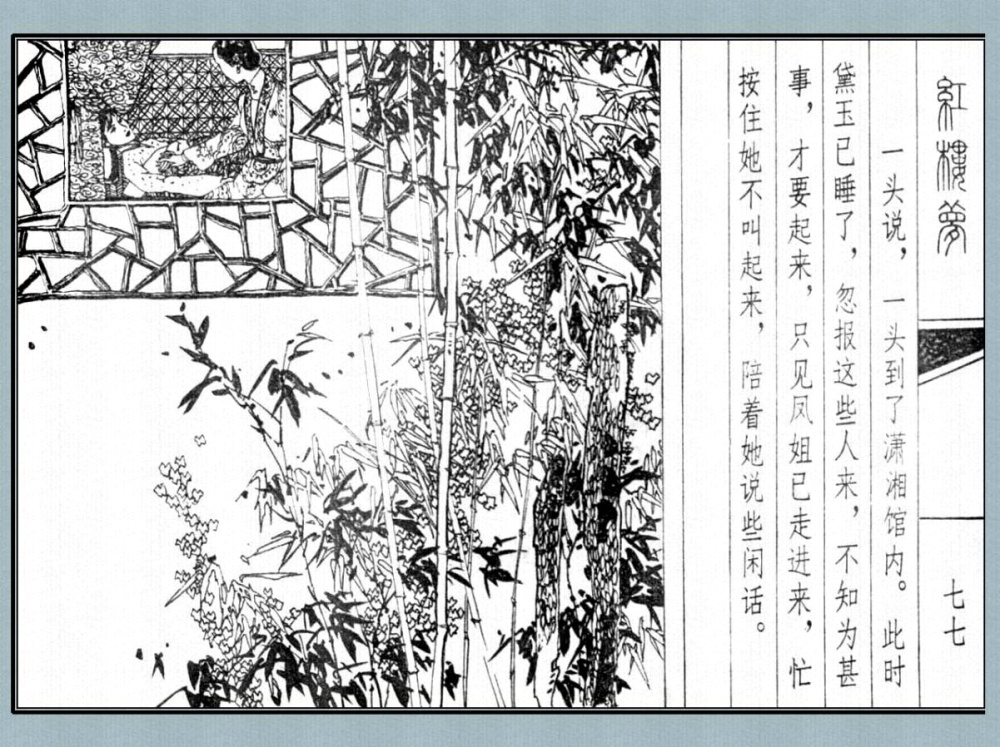 紅樓夢
七七
一头说，一头到了潇湘馆内。此时
黛玉已睡了，忽报这些人来，不知为甚
事，才要起来，只见凤姐已走进来，忙
按住她不叫起来，陪着她说些闲话。